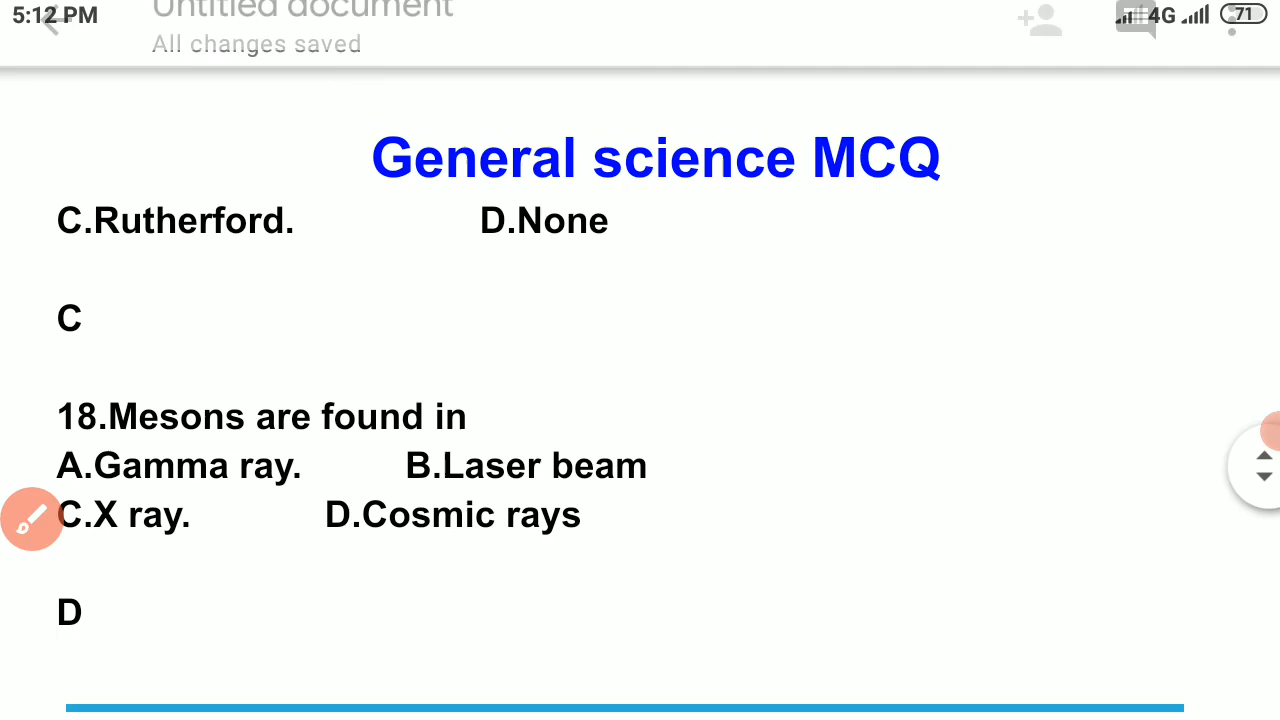 5:12 PM
4G
71
Untitled document
All changes saved
General science MCQ
C.Rutherford. D.None
C
18.Mesons are found in
A.Gamma ray. B.Laser beam
C.X ray. D.Cosmic rays
D